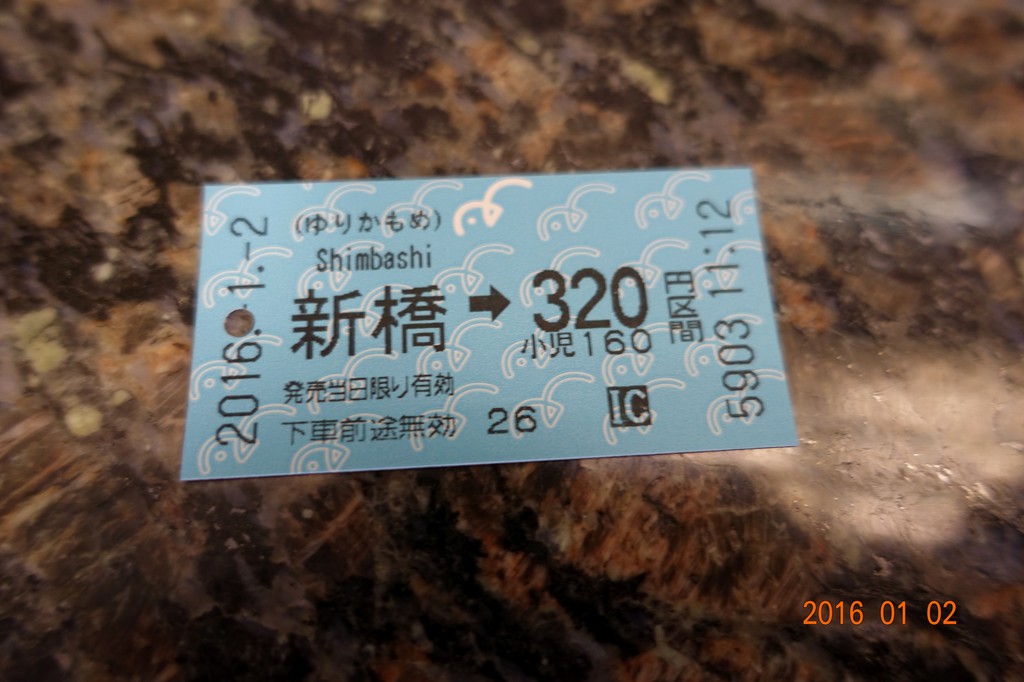 2016.-1.-2
(ゆりかもめ)
Shimbashi
新橋→320円区間
小児160
発売当日限り有効
下車前途無効 26 IC
5903 11:12
2016 01 02